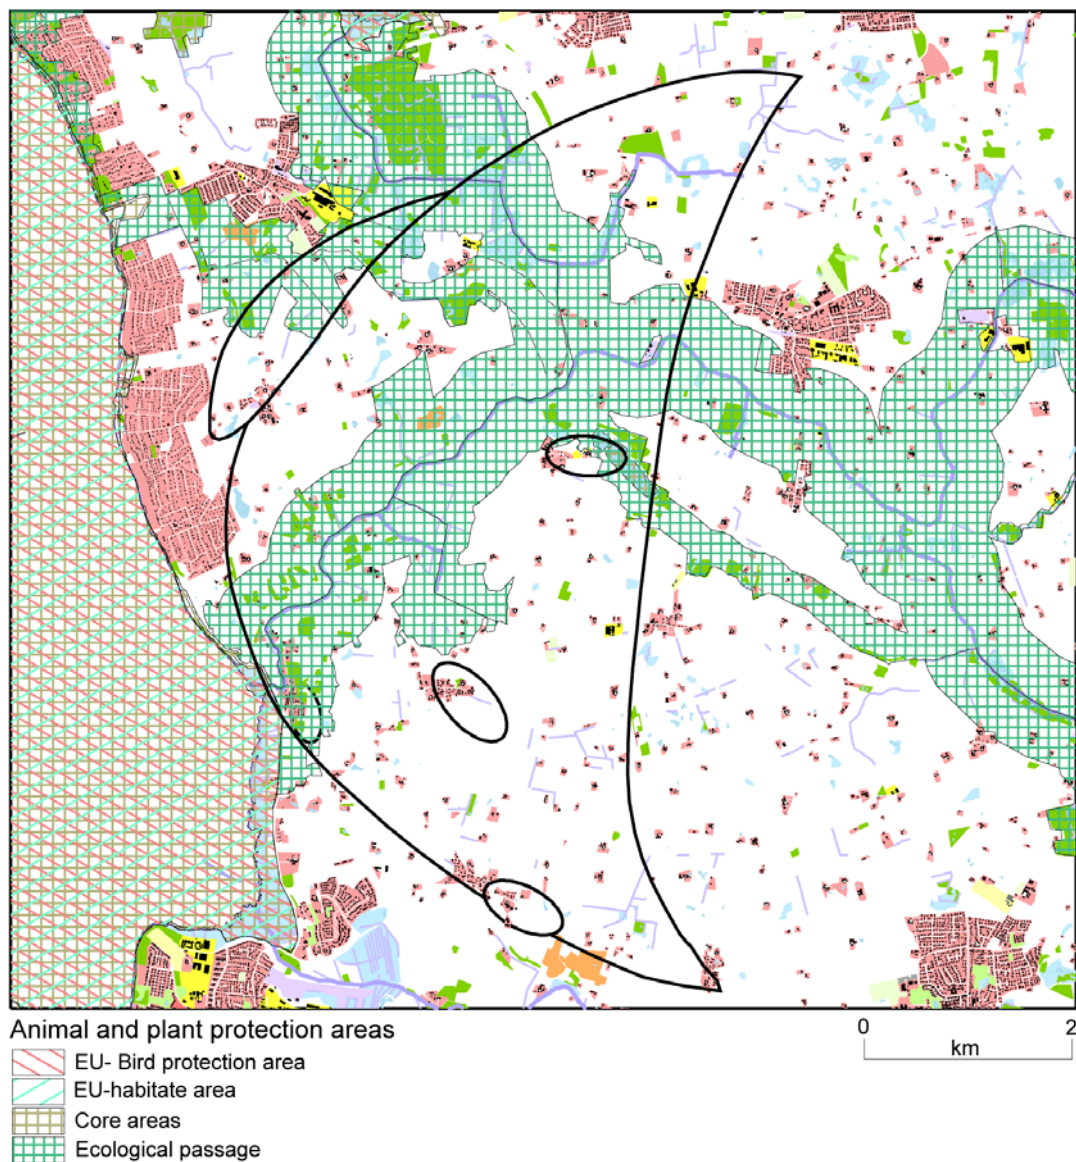 Animal and plant protection areas
0 2
km
EU- Bird protection area
EU-habitate area
Core areas
Ecological passage